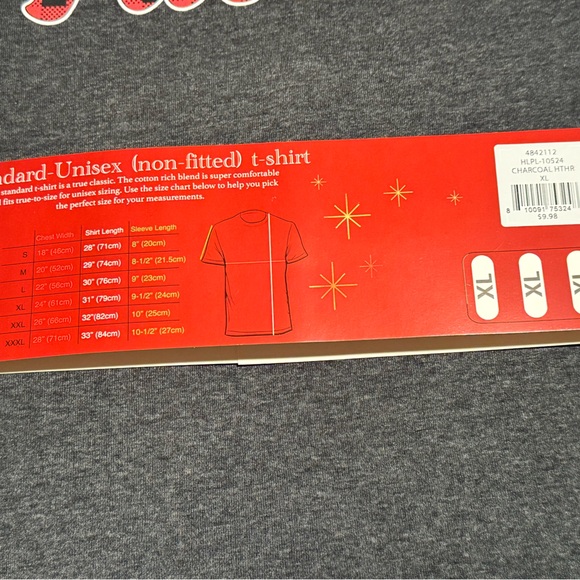 ndard-Unisex (non-fitted) t-shirt
standard t-shirt is a true classic. The cotton rich blend is super comfortable
fits true-to-size for unisex sizing. Use the size chart below to help you pick
the perfect size for your measurements.
Chest Width Shirt Length Sleeve Length
S 18" (46cm) 28" (71cm) 8" (20cm)
M 20" (52cm) 29" (74cm) 8-1/2" (21.5cm)
L 22" (56cm) 30" (76cm) 9" (23cm)
XL 24" (61cm) 31" (79cm) 9-1/2" (24cm)
XXL 26" (66cm) 32"(82cm) 10" (25cm)
XXXL 28" (71cm) 33" (84cm) 10-1/2" (27cm)
4842112
HLPL-10524
CHARCOAL HTHR
XL
8 10091 75324
$9.98
XL
XL
XL